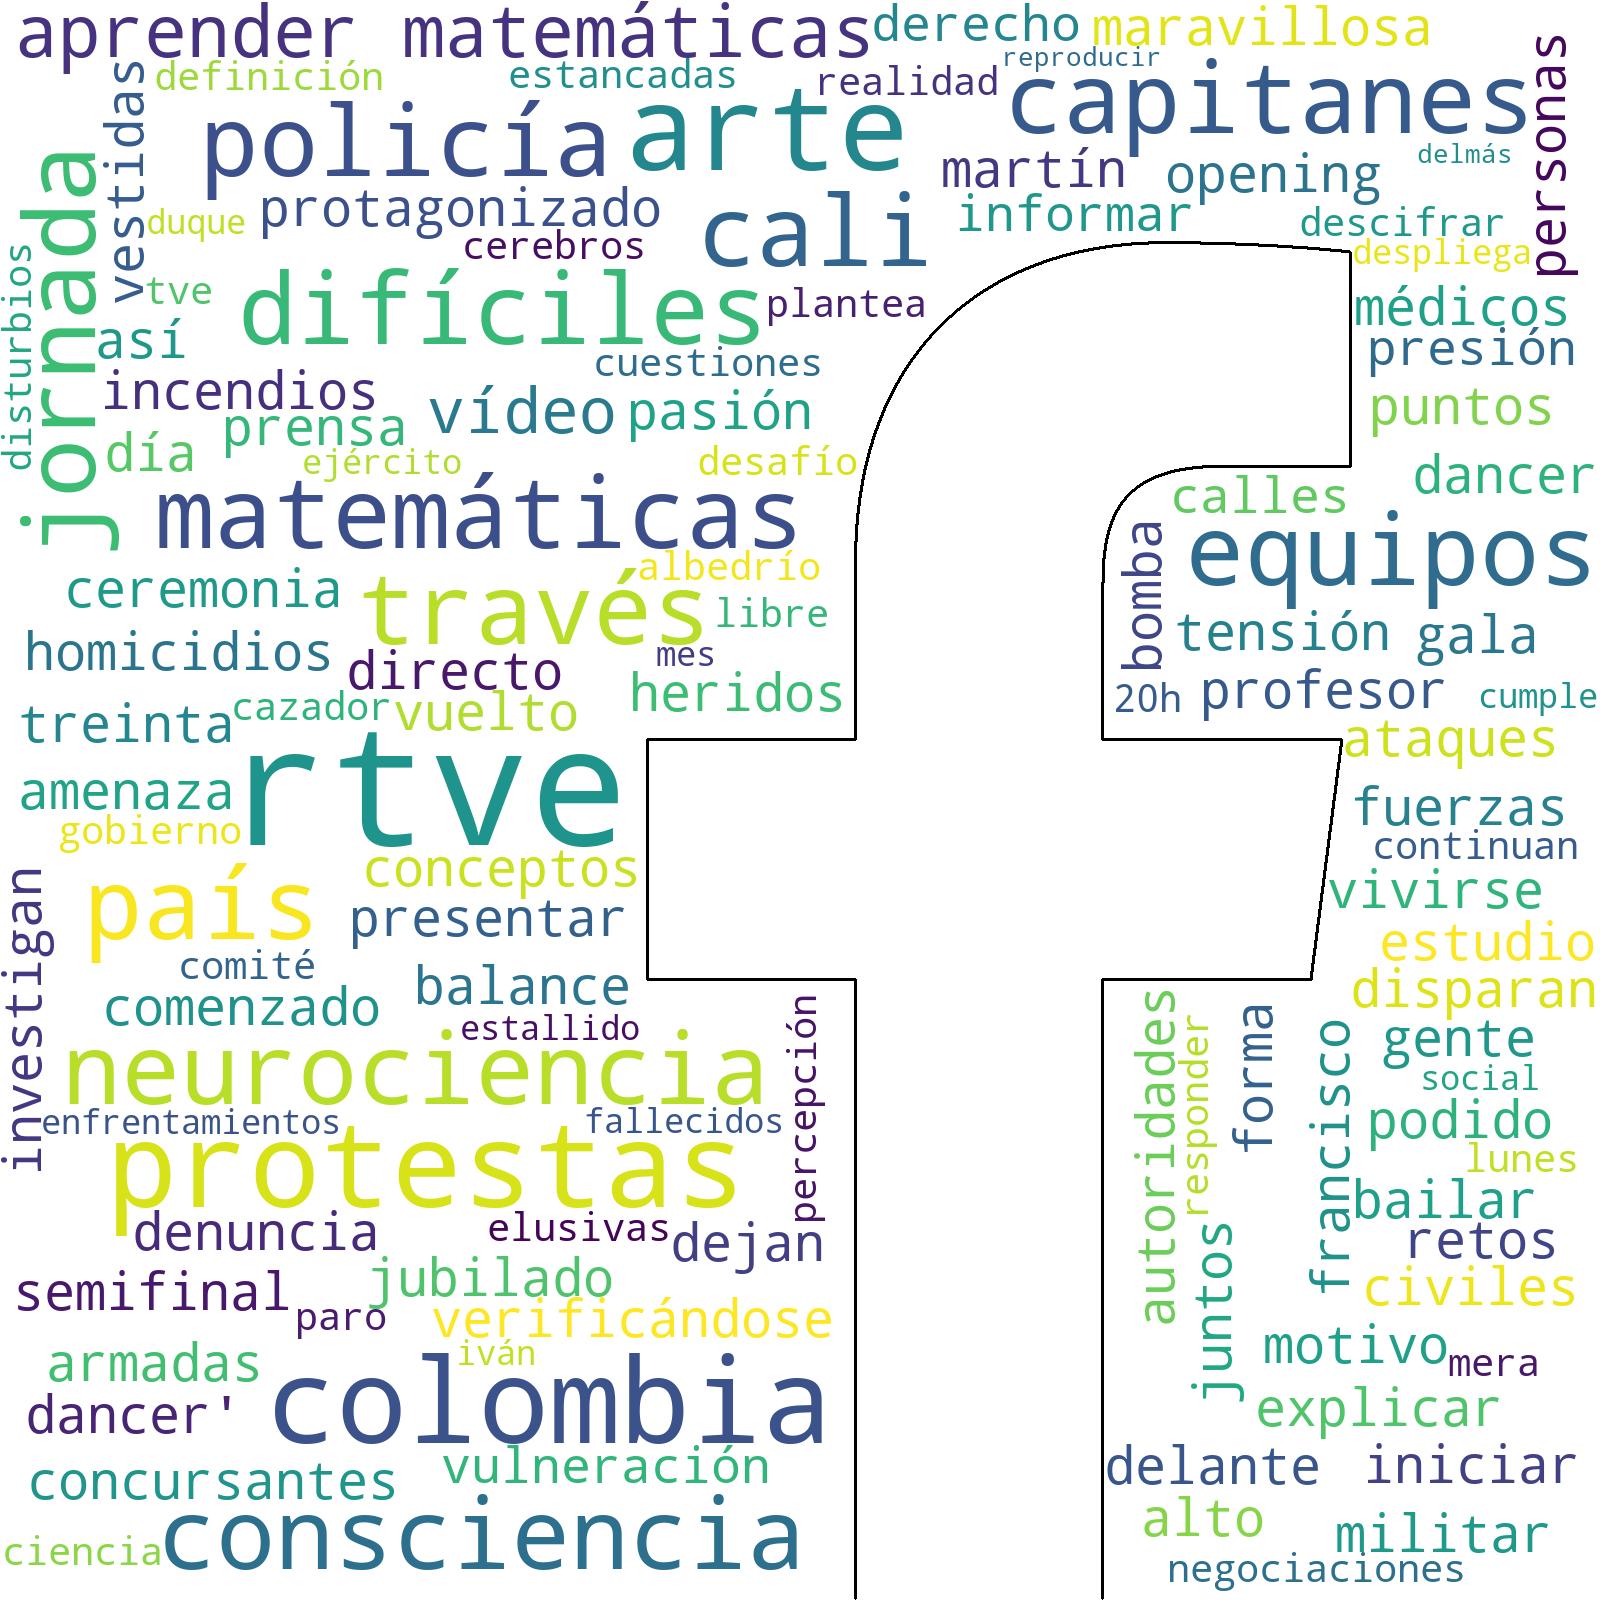 aprender matemáticas
derecho
maravillosa
reproducir
definición
estancadas
realidad
capitanes
personas
vestidas
policía
arte
martín
opening
delmás
jornada
duque
protagonizado
cali
informar
descifrar
cerebros
despliega
disturbios
tve
difíciles
plantea
médicos
así
cuestiones
presión
incendios
prensa
vídeo
pasión
puntos
día
ejército
desafío
dancer
matemáticas
calles
bomba
equipos
ceremonia
través
albedrío
libre
tensión
gala
homicidios
directo
mes
heridos
20h
profesor
cumple
treinta
cazador
vuelto
ataques
rtve
amenaza
gobierno
fuerzas
continuan
conceptos
vivirse
investigan
país
presentar
estudio
comité
balance
disparan
comenzado
estallido
percepción
autoridades
responder
forma
francisco
gente
neurociencia
social
enfrentamientos
fallecidos
podido
protestas
lunes
denuncia
elusivas
dejan
bailar
juntos
retos
semifinal
jubilado
civiles
paro
verificándose
armadas
iván
motivo
mera
dancer'
colombia
explicar
concursantes
vulneración
delante
iniciar
alto
militar
ciencia
consciencia
negociaciones
f